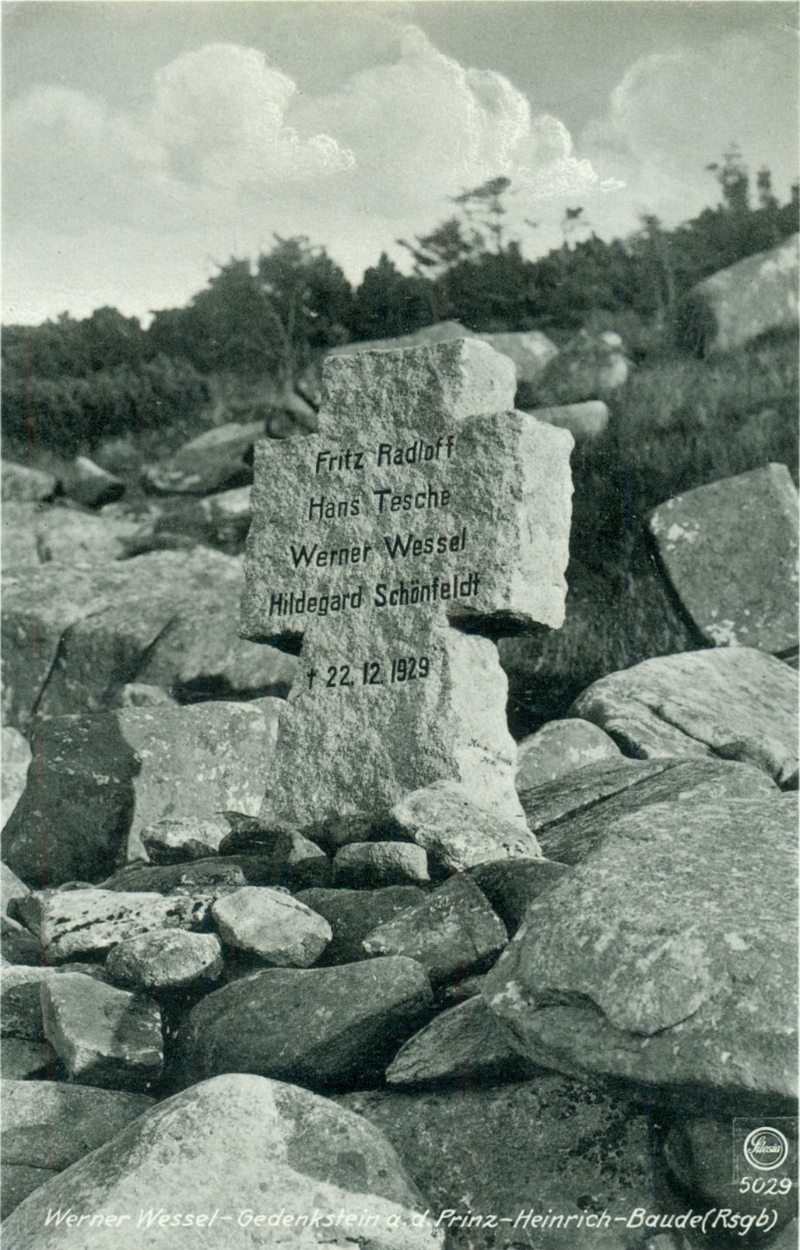 Fritz Radloff
Hans Tesche
Werner Wessel
Hildegard Schönfeldt
† 22. 12. 1929
Silesia
5029
Werner Wessel-Gedenkstein a. d. Prinz-Heinrich-Baude (Rsgb)